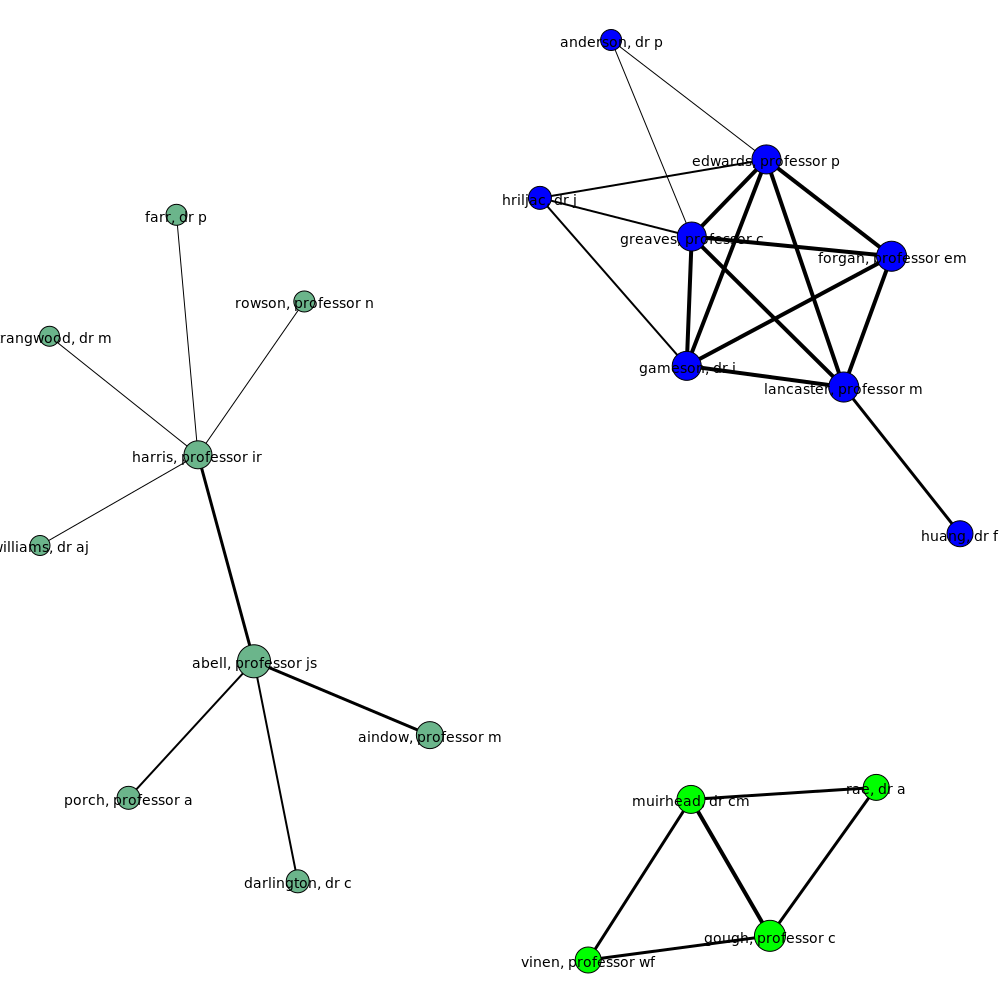 anderson, dr p
edwards, professor p
hriljac, dr j
farr, dr p
greaves, professor c
forgan, professor em
rowson, professor n
rangwood, dr m
gameson, dr i
lancaster, professor m
harris, professor ir
huang, dr f
williams, dr aj
abell, professor js
aindow, professor m
rae, dr a
porch, professor a
muirhead, dr cm
darlington, dr c
gough, professor c
vinen, professor wf